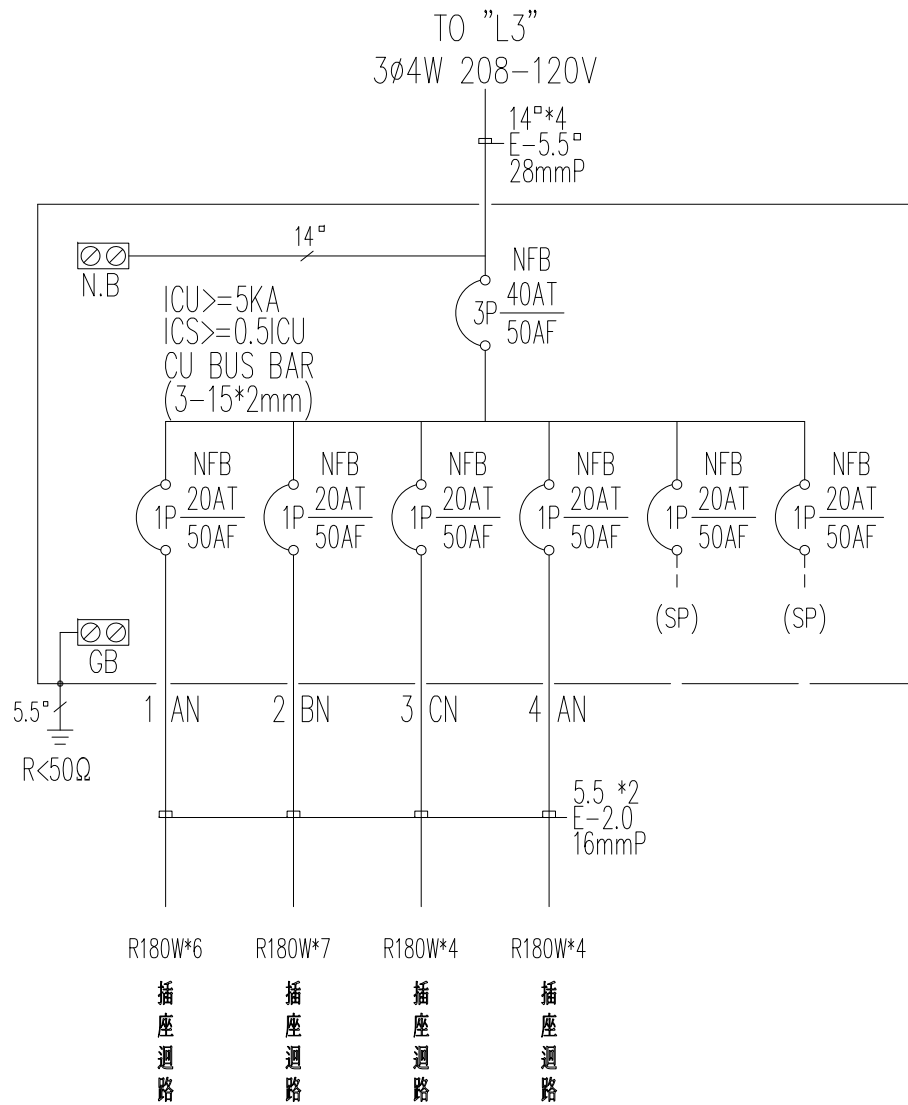 TO "L3"
3ø4W 208-120V
14□*4
E-5.5□
28mmP
14□
N.B
NFB
3P 40AT
50AF
ICU>=5KA
ICS>=0.5ICU
CU BUS BAR
(3-15*2mm)
NFB
1P 20AT
50AF
NFB
1P 20AT
50AF
NFB
1P 20AT
50AF
NFB
1P 20AT
50AF
NFB
1P 20AT
50AF
(SP)
NFB
1P 20AT
50AF
(SP)
GB
5.5□
R<50Ω
1 AN
2 BN
3 CN
4 AN
5.5 *2
E-2.0
16mmP
R180W*6
插座迴路
R180W*7
插座迴路
R180W*4
插座迴路
R180W*4
插座迴路